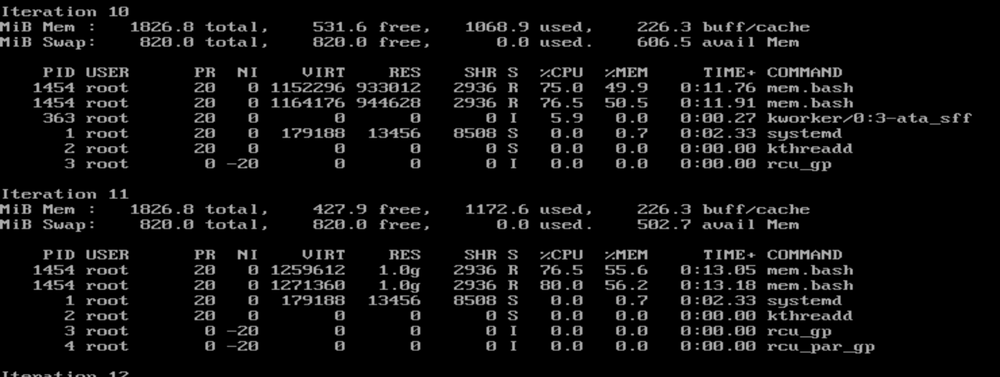 Iteration 10
MiB Mem :   1826.8 total,    531.6 free,   1068.9 used,    226.3 buff/cache
MiB Swap:    820.0 total,    820.0 free,      0.0 used.    606.5 avail Mem
    PID USER      PR  NI    VIRT    RES    SHR S  %CPU  %MEM     TIME+ COMMAND
   1454 root      20   0 1152296 933012   2936 R  75.0  49.9   0:11.76 mem.bash
   1454 root      20   0 1164176 944628   2936 R  76.5  50.5   0:11.91 mem.bash
    363 root      20   0       0      0      0 I   5.9   0.0   0:00.27 kworker/0:3-ata_sff
      1 root      20   0  179188  13456   8508 S   0.0   0.7   0:02.33 systemd
      2 root      20   0       0      0      0 S   0.0   0.0   0:00.00 kthreadd
      3 root       0 -20       0      0      0 I   0.0   0.0   0:00.00 rcu_gp
Iteration 11
MiB Mem :   1826.8 total,    427.9 free,   1172.6 used,    226.3 buff/cache
MiB Swap:    820.0 total,    820.0 free,      0.0 used.    502.7 avail Mem
    PID USER      PR  NI    VIRT    RES    SHR S  %CPU  %MEM     TIME+ COMMAND
   1454 root      20   0 1259612   1.0g   2936 R  76.5  55.6   0:13.05 mem.bash
   1454 root      20   0 1271360   1.0g   2936 R  80.0  56.2   0:13.18 mem.bash
      1 root      20   0  179188  13456   8508 S   0.0   0.7   0:02.33 systemd
      2 root      20   0       0      0      0 S   0.0   0.0   0:00.00 kthreadd
      3 root       0 -20       0      0      0 I   0.0   0.0   0:00.00 rcu_gp
      4 root       0 -20       0      0      0 I   0.0   0.0   0:00.00 rcu_par_gp
Iteration 12